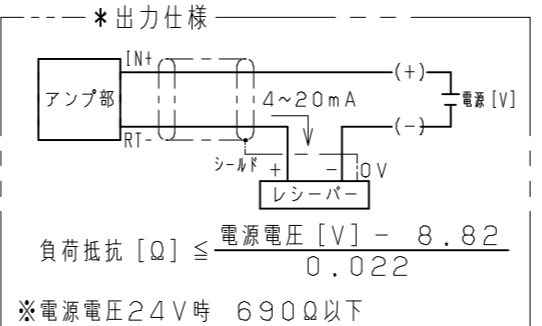 *出力仕様
IN+
(+)
アンプ部
4~20mA
電源[V]
(-)
RT-
シールド
+
-
0V
レシーバー
負荷抵抗[Ω]≦ 電源電圧[V]- 8.82
0.022
※電源電圧24V時 690Ω以下